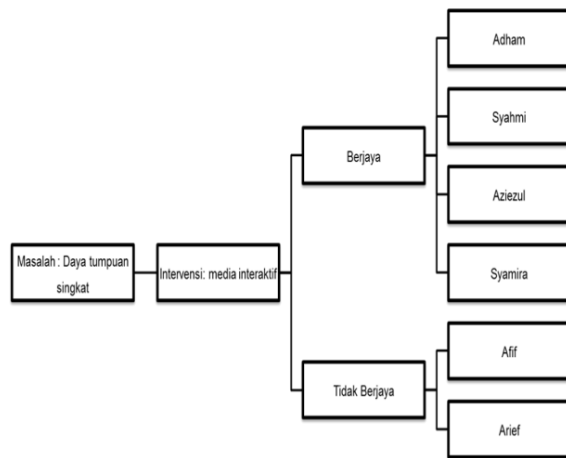 Masalah : Daya tumpuan
singkat
Intervensi: media interaktif
Berjaya
Adham
Syahmi
Aziezul
Syamira
Tidak Berjaya
Afif
Arief